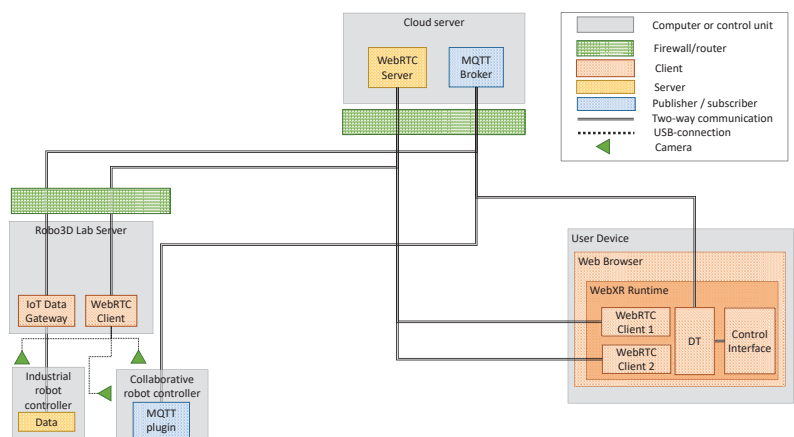 Cloud server
WebRTC
Server
MQTT
Broker
Computer or control unit
Firewall/router
Client
Server
Publisher / subscriber
Two-way communication
USB-connection
Camera
Robo3D Lab Server
IoT Data
Gateway
WebRTC
Client
Industrial
robot
controller
Data
Collaborative
robot controller
MQTT
plugin
User Device
Web Browser
WebXR Runtime
WebRTC
Client 1
WebRTC
Client 2
DT
Control
Interface